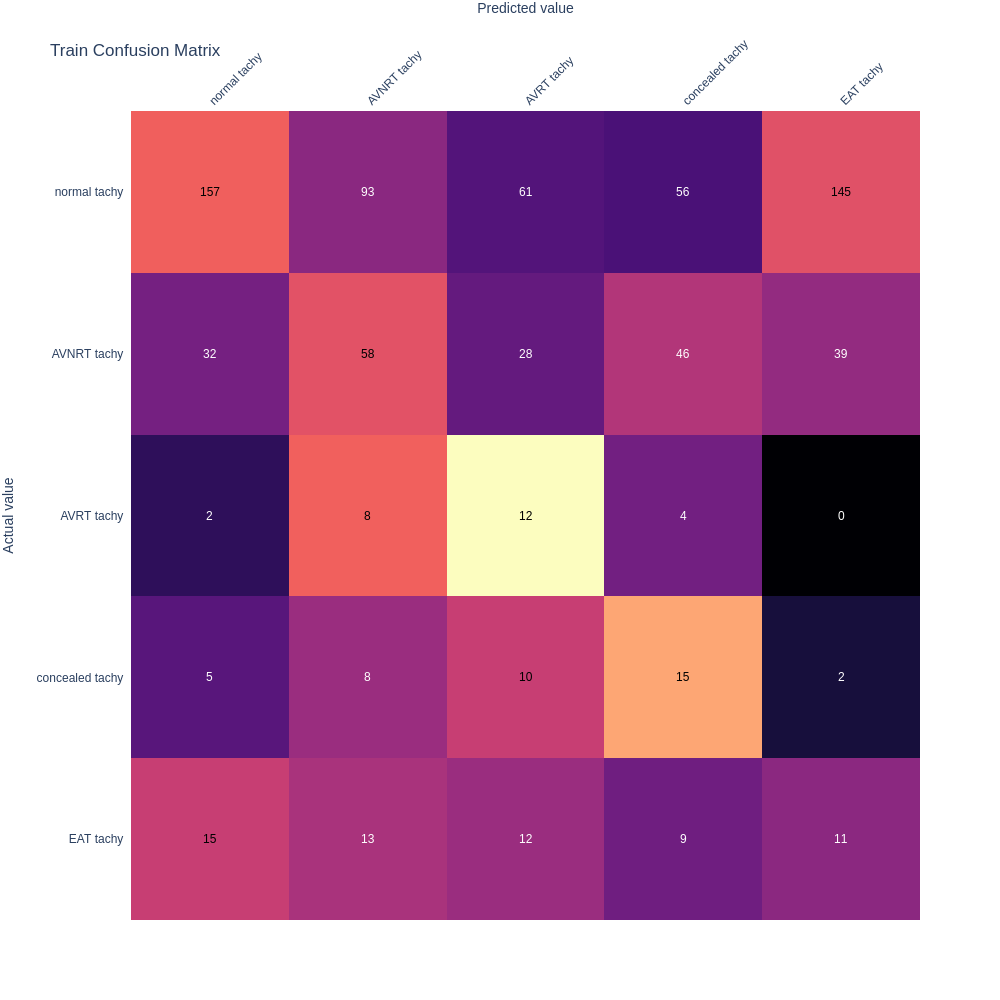 Predicted value
Train Confusion Matrix
normal tachy
AVNRT tachy
AVRT tachy
concealed tachy
EAT tachy
normal tachy 157 93 61 56 145
AVNRT tachy 32 58 28 46 39
Actual value
AVRT tachy 2 8 12 4 0
concealed tachy 5 8 10 15 2
EAT tachy 15 13 12 9 11